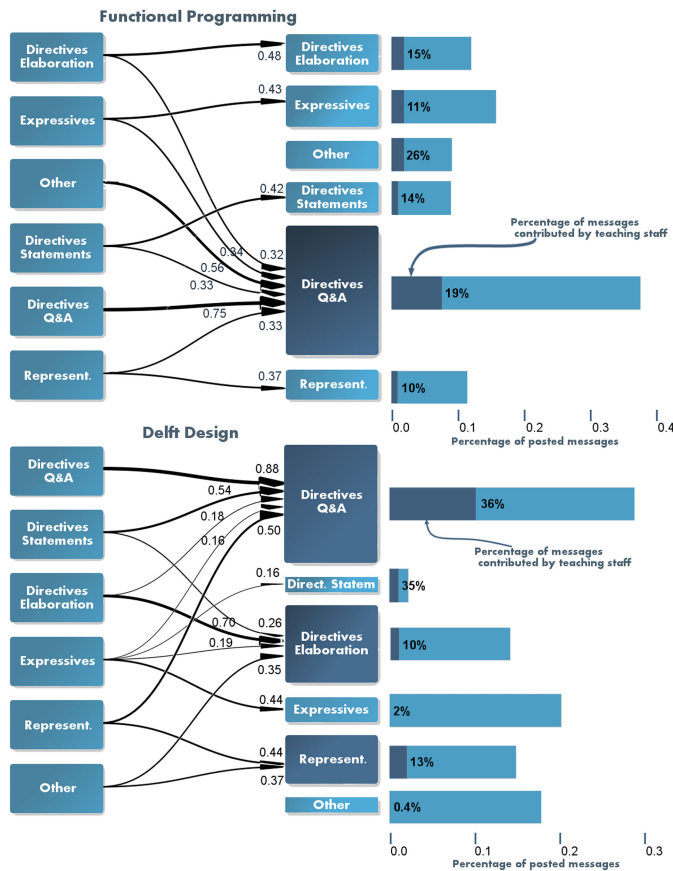 Functional Programming
Directives
Elaboration
Expressives
Other
Directives
Statements
Directives
Q&A
Represent.
0.48
0.43
0.42
0.34
0.32
0.56
0.33
0.75
0.33
0.37
Directives
Elaboration
Expressives
Other
Directives
Statements
Directives
Q&A
Represent.
15%
11%
26%
14%
Percentage of messages
contributed by teaching staff
19%
10%
0.0
0.1
0.2
0.3
0.4
Percentage of posted messages
Delft Design
Directives
Q&A
Directives
Statements
Directives
Elaboration
Expressives
Represent.
Other
0.88
0.54
0.18
0.16
0.50
0.16
0.70
0.26
0.19
0.35
0.44
0.44
0.37
Directives
Q&A
Direct. Statem
Directives
Elaboration
Expressives
Represent.
Other
36%
Percentage of messages
contributed by teaching staff
35%
10%
2%
13%
0.4%
0.0
0.1
0.2
0.3
Percentage of posted messages